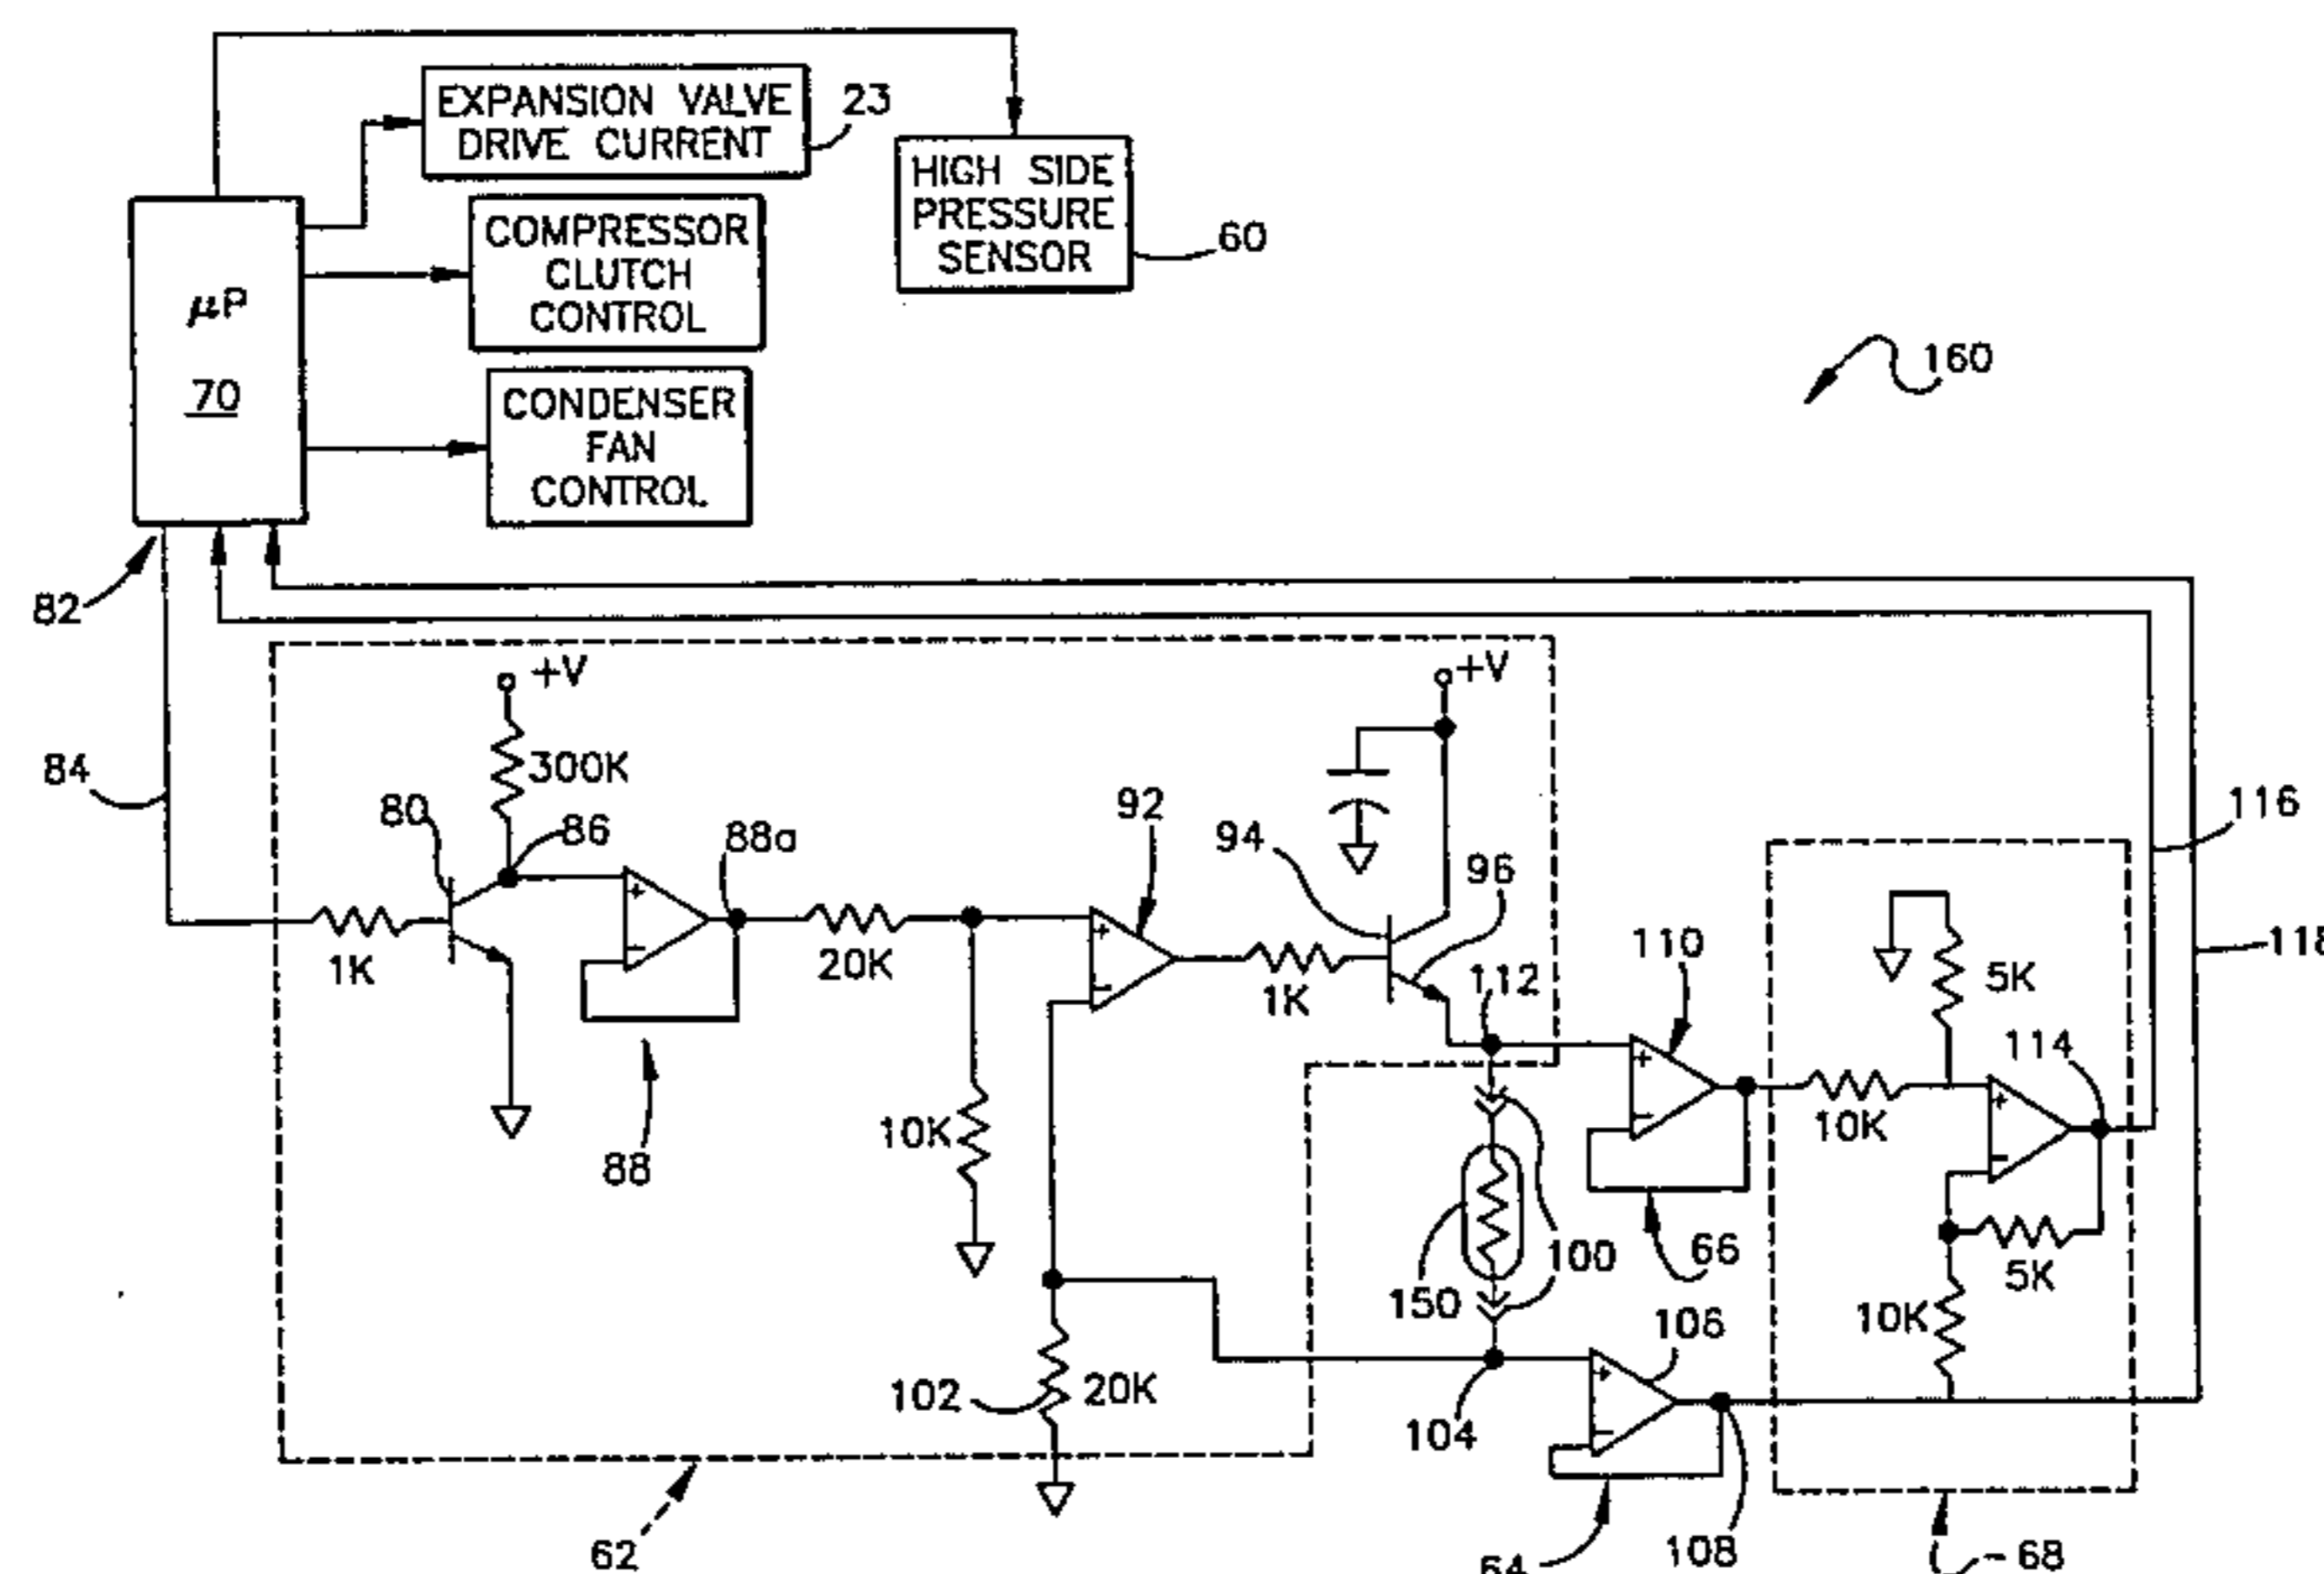 EXPANSION VALVE
DRIVE CURRENT
23
HIGH SIDE
PRESSURE
SENSOR
60
COMPRESSOR
CLUTCH
CONTROL
μP
70
CONDENSER
FAN
CONTROL
160
82
+V
+V
84
300K
80
86
88a
92
94
96
116
1K
20K
1K
112
110
5K
118
114
10K
10K
88
150
100
66
5K
10K
102
20K
104
106
62
64
108
68